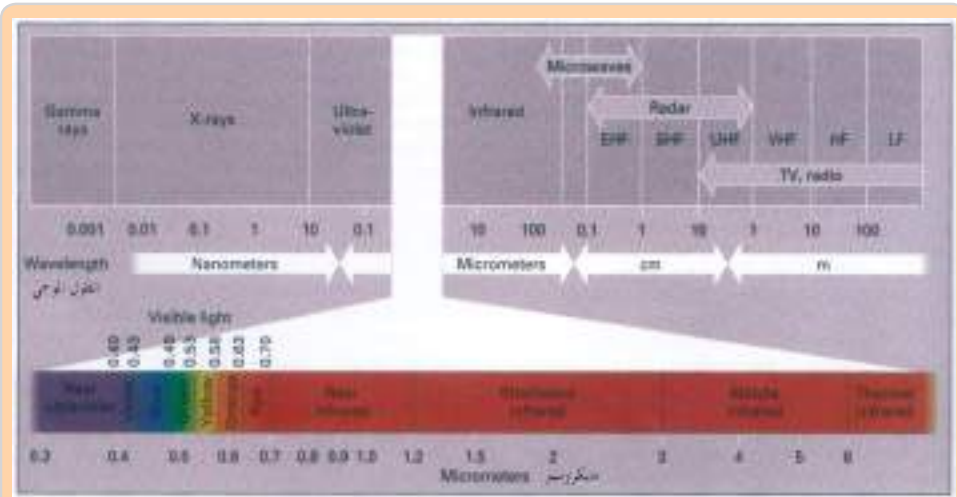 Microwaves
Gamma rays X-rays Ultra-violet Infrared Radar
EHF SHF UHF VHF HF LF
TV, radio
0.001 0.01 0.1 1 10 0.1 10 100 0.1 1 10 1 10 100
Wavelength Nanometers Micrometers cm m
الطول الموجي
Visible light
0.40 0.45 0.48 0.53 0.58 0.63 0.70
Near ultraviolet Yellow Orange Red Near infrared infrared Middle infrared Thermal infrared
0.3 0.4 0.5 0.6 0.7 0.8 0.9 1.0 1.2 1.5 2 3 4 5 6
Micrometers